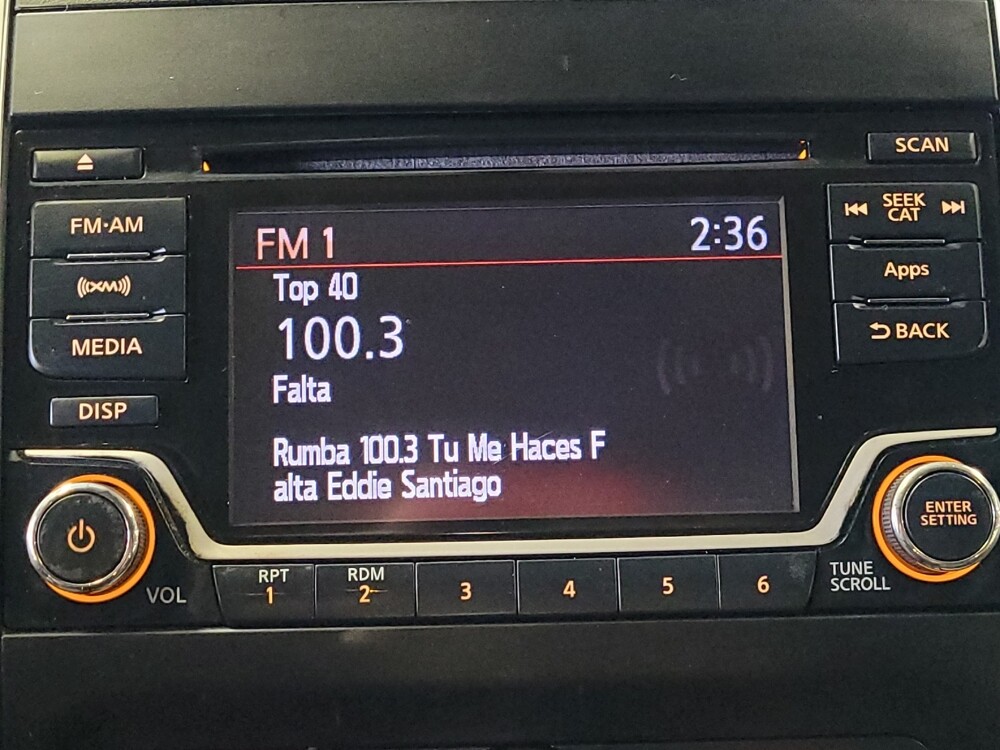 SCAN
FM·AM
SEEK
CAT
FM 1
2:36
Top 40
Apps
((XM))
100.3
BACK
MEDIA
Falta
DISP
Rumba 100.3 Tu Me Haces F
alta Eddie Santiago
ENTER
SETTING
VOL
RPT
1
RDM
2
3
4
5
6
TUNE
SCROLL